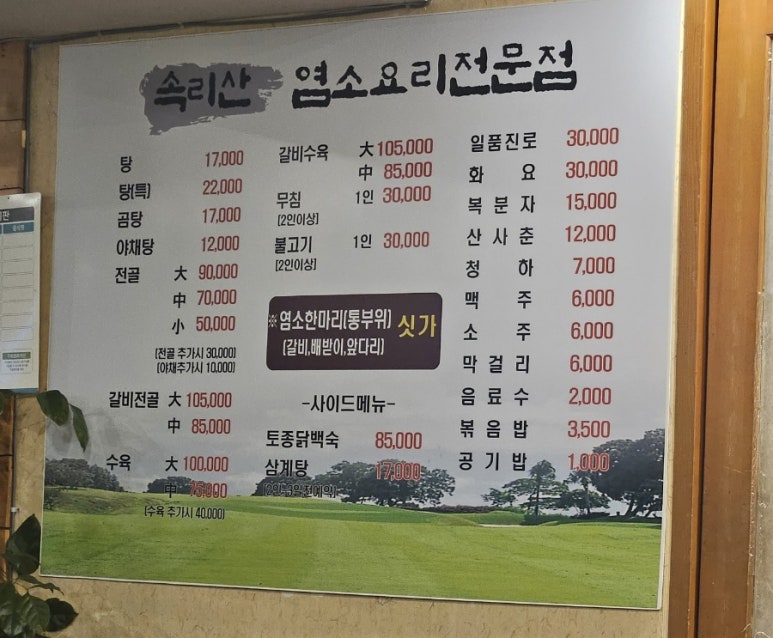 속리산 염소요리전문점
탕 17,000
탕(특) 22,000
곰탕 17,000
야채탕 12,000
전골 大 90,000
中 70,000
小 50,000
(전골 추가시 30,000)
(야채추가시 10,000)
갈비전골 大 105,000
中 85,000
수육 大 100,000
中 75,000
(수육 추가시 40,000)
갈비수육 大 105,000
中 85,000
무침 1인 30,000
[2인이상]
불고기 1인 30,000
[2인이상]
※ 염소한마리(통부위) 싯가
(갈비,배받이,앞다리)
-사이드메뉴-
토종닭백숙 85,000
삼계탕 17,000
일품진로 30,000
화요 30,000
복분자 15,000
산사춘 12,000
청하 7,000
맥주 6,000
소주 6,000
막걸리 6,000
음료수 2,000
볶음밥 3,500
공기밥 1,000